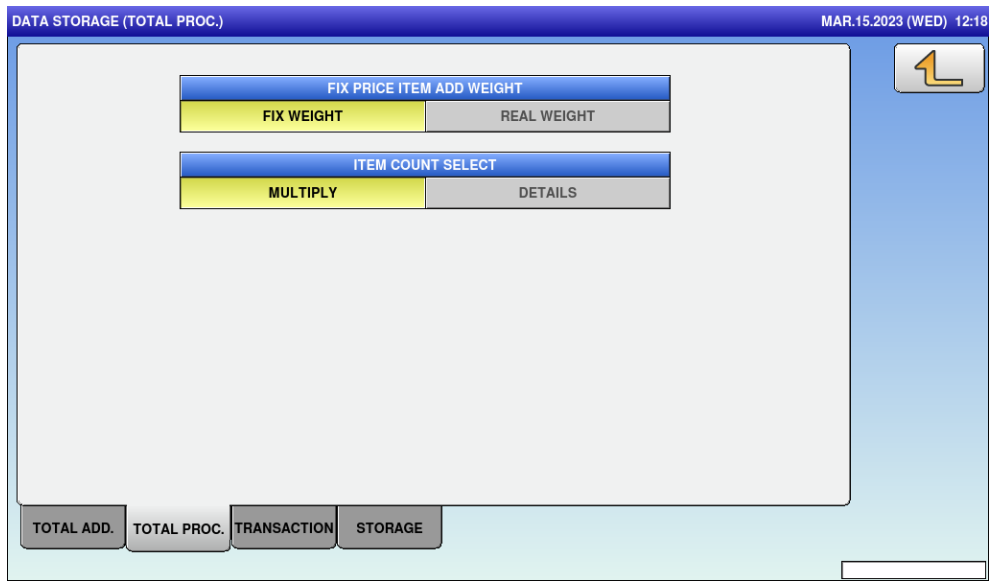 DATA STORAGE (TOTAL PROC.) MAR.15.2023 (WED) 12:18
FIX PRICE ITEM ADD WEIGHT
FIX WEIGHT REAL WEIGHT
ITEM COUNT SELECT
MULTIPLY DETAILS
TOTAL ADD. TOTAL PROC. TRANSACTION STORAGE